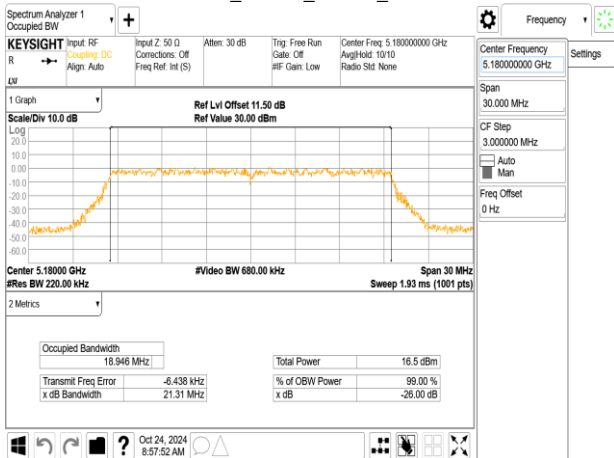 Spectrum Analyzer 1
Occupied BW
Frequency
KEYSIGHT
R
LXI
Input: RF
Coupling: DC
Align: Auto
Input Z: 50 Ω
Corrections: Off
Freq Ref: Int (S)
Atten: 30 dB
Trig: Free Run
Gate: Off
#IF Gain: Low
Center Freq: 5.180000000 GHz
Avg|Hold: 10/10
Radio Std: None
Center Frequency
5.180000000 GHz
Settings
Span
30.000 MHz
CF Step
3.000000 MHz
Auto
Man
Freq Offset
0 Hz
1 Graph
Scale/Div 10.0 dB
Ref Lvl Offset 11.50 dB
Ref Value 30.00 dBm
Log
20.0
10.0
0.00
-10.0
-20.0
-30.0
-40.0
-50.0
-60.0
Center 5.18000 GHz
#Video BW 680.00 kHz
Span 30 MHz
#Res BW 220.00 kHz
Sweep 1.93 ms (1001 pts)
2 Metrics
Occupied Bandwidth
18.946 MHz
Total Power 16.5 dBm
Transmit Freq Error -6.438 kHz
% of OBW Power 99.00 %
x dB Bandwidth 21.31 MHz
x dB -26.00 dB
?
Oct 24, 2024
8:57:52 AM